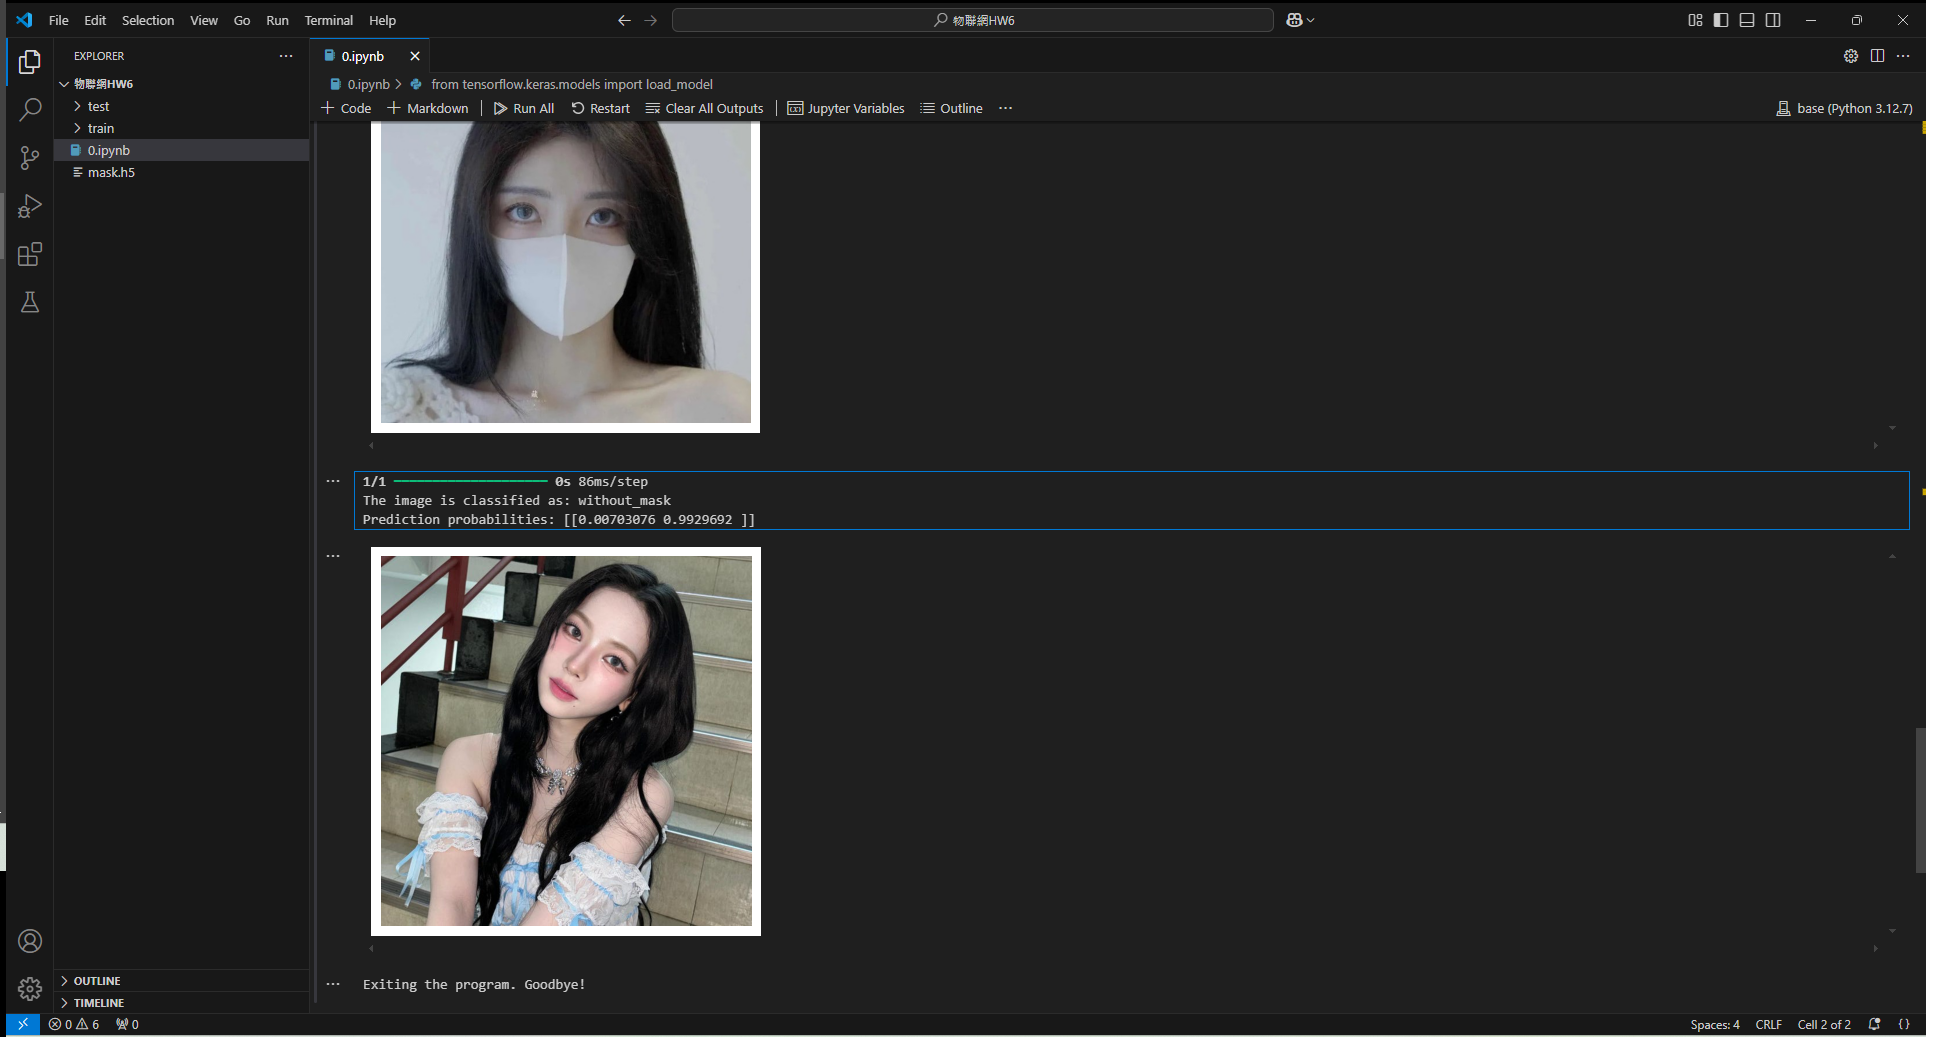 File Edit Selection View Go Run Terminal Help
物聯網HW6
EXPLORER
0.ipynb
物聯網HW6
test
train
0.ipynb
mask.h5
0.ipynb > from tensorflow.keras.models import load_model
+ Code + Markdown | Run All Restart Clear All Outputs | Jupyter Variables Outline ...
base (Python 3.12.7)
1/1 0s 86ms/step
The image is classified as: without_mask
Prediction probabilities: [[0.00703076 0.9929692 ]]
Exiting the program. Goodbye!
OUTLINE
TIMELINE
0 6 0
Spaces: 4 CRLF Cell 2 of 2 {}